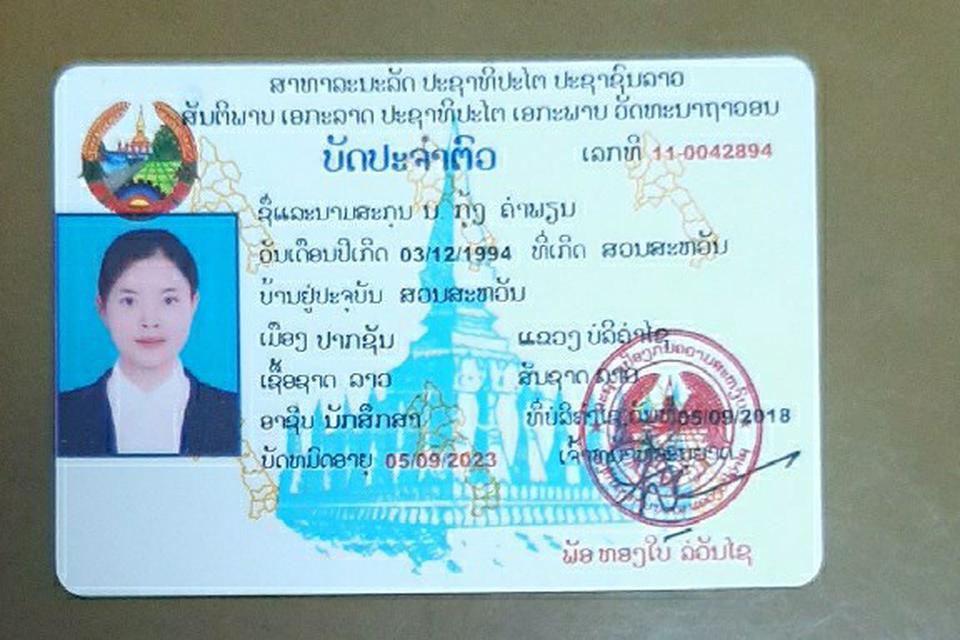 ສາທາລະນະລັດ ປະຊາທິປະໄຕ ປະຊາຊົນລາວ
ສັນຕິພາບ ເອກະລາດ ປະຊາທິປະໄຕ ເອກະພາບ ວັດທະນາຖາວອນ
ບັດປະຈຳຕົວ ເລກທີ 11-0042894
ຊື່ແລະນາມສະກຸນ ນ. ກຸ້ງ ຄຳພຽນ
ວັນເດືອນປີເກີດ 03/12/1994 ທີ່ເກີດ ສວນສະຫວັນ
ບ້ານຢູ່ປະຈຸບັນ ສວນສະຫວັນ
ເມືອງ ປາກຊັນ ແຂວງ ບໍລິຄຳໄຊ
ເຊື້ອຊາດ ລາວ ສັນຊາດ ລາວ
ອາຊີບ ນັກສຶກສາ ທີ່ບໍລິຄຳໄຊ ວັນທີ 05/09/2018
ບັດຫມົດອາຍຸ 05/09/2023
ພັອ ທອງໃບ ລໍວັນໄຊ